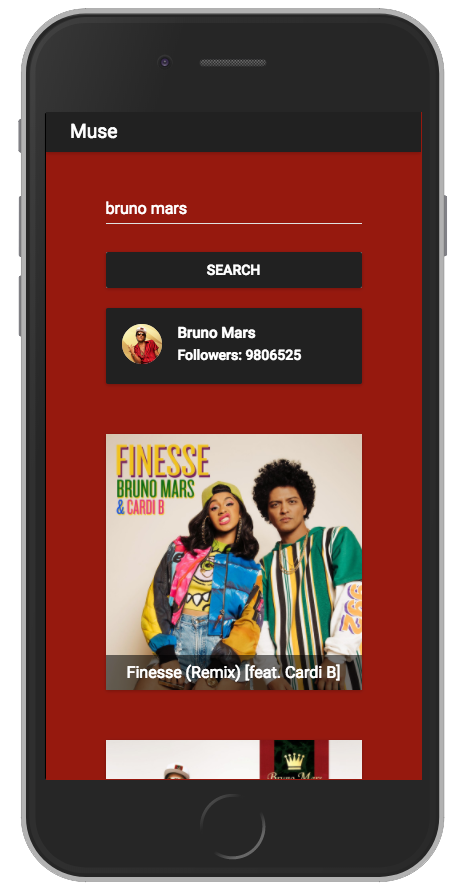 Muse
bruno mars
SEARCH
Bruno Mars
Followers: 9806525
FINESSE
BRUNO MARS
& CARDI B
Finesse (Remix) [feat. Cardi B]
Bruno Mars